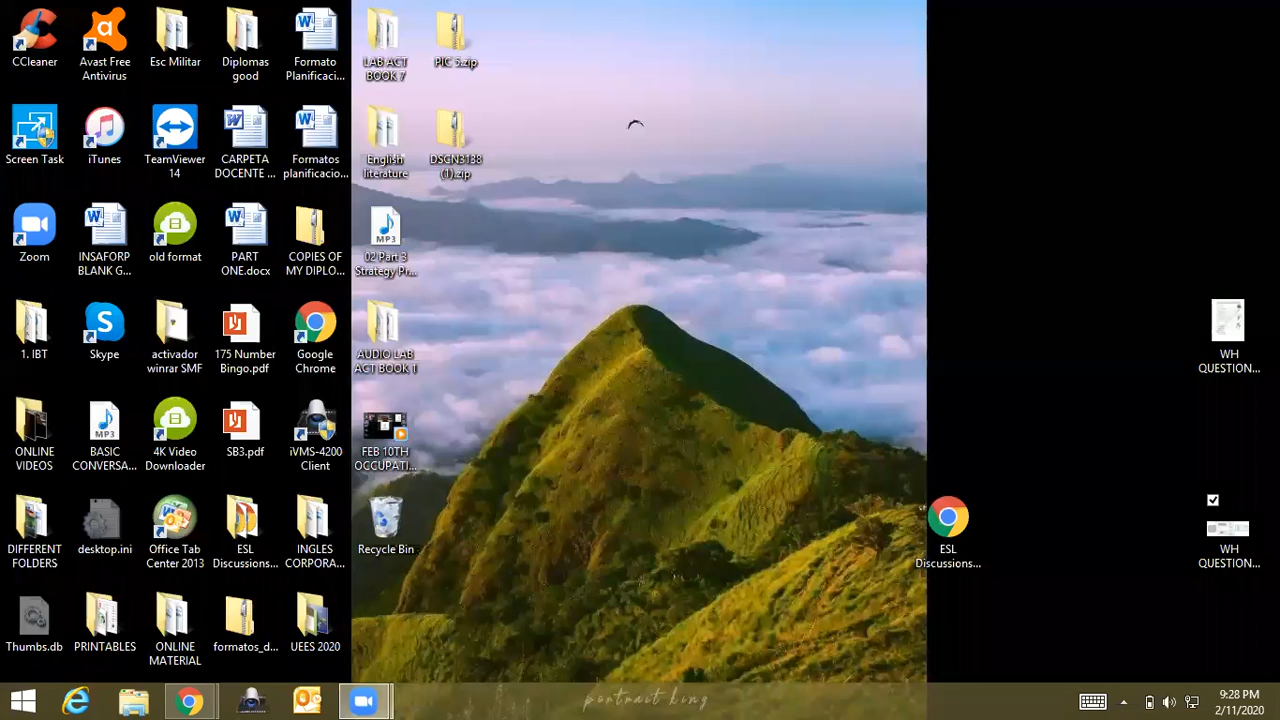 CCleaner
Avast Free
Antivirus
Esc Militar
Diplomas
good
Formato
Planificaci...
LAB ACT
BOOK 7
PIC 5.zip
Screen Task
iTunes
TeamViewer
14
CARPETA
DOCENTE ...
Formatos
planificacio...
English
literature
DSCN3138
(1).zip
Zoom
INSAFORP
BLANK G...
old format
PART
ONE.docx
COPIES OF
MY DIPLO...
MP3
02 Part 3
Strategy Pr...
1. IBT
Skype
activador
winrar SMF
175 Number
Bingo.pdf
Google
Chrome
AUDIO LAB
ACT BOOK 1
WH
QUESTION...
ONLINE
VIDEOS
MP3
BASIC
CONVERSA...
4K Video
Downloader
SB3.pdf
iVMS-4200
Client
FEB 10TH
OCCUPATI...
DIFFERENT
FOLDERS
desktop.ini
Office Tab
Center 2013
ESL
Discussions...
INGLES
CORPORA...
Recycle Bin
ESL
Discussions...
WH
QUESTION...
Thumbs.db
PRINTABLES
ONLINE
MATERIAL
formatos_d...
UEES 2020
portrait king
9:28 PM
2/11/2020